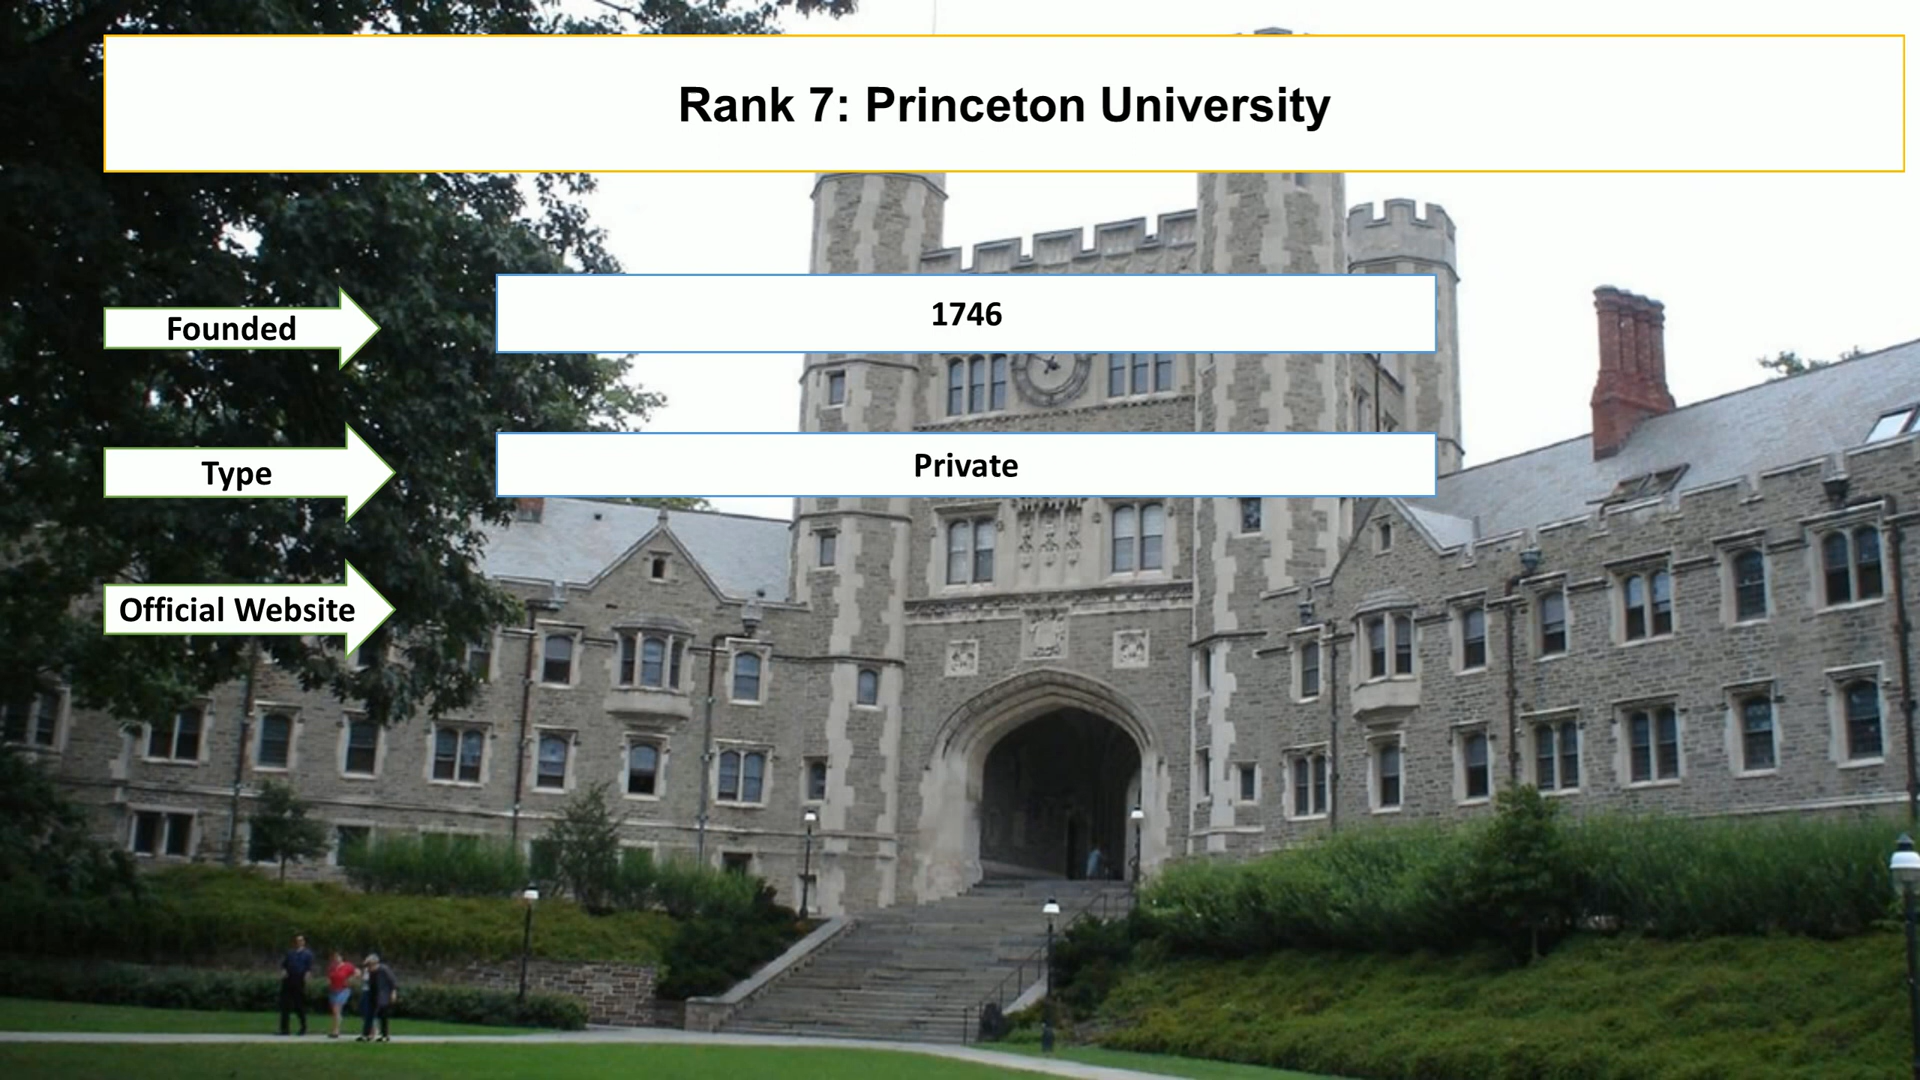 Rank 7: Princeton University
Founded
1746
Type
Private
Official Website